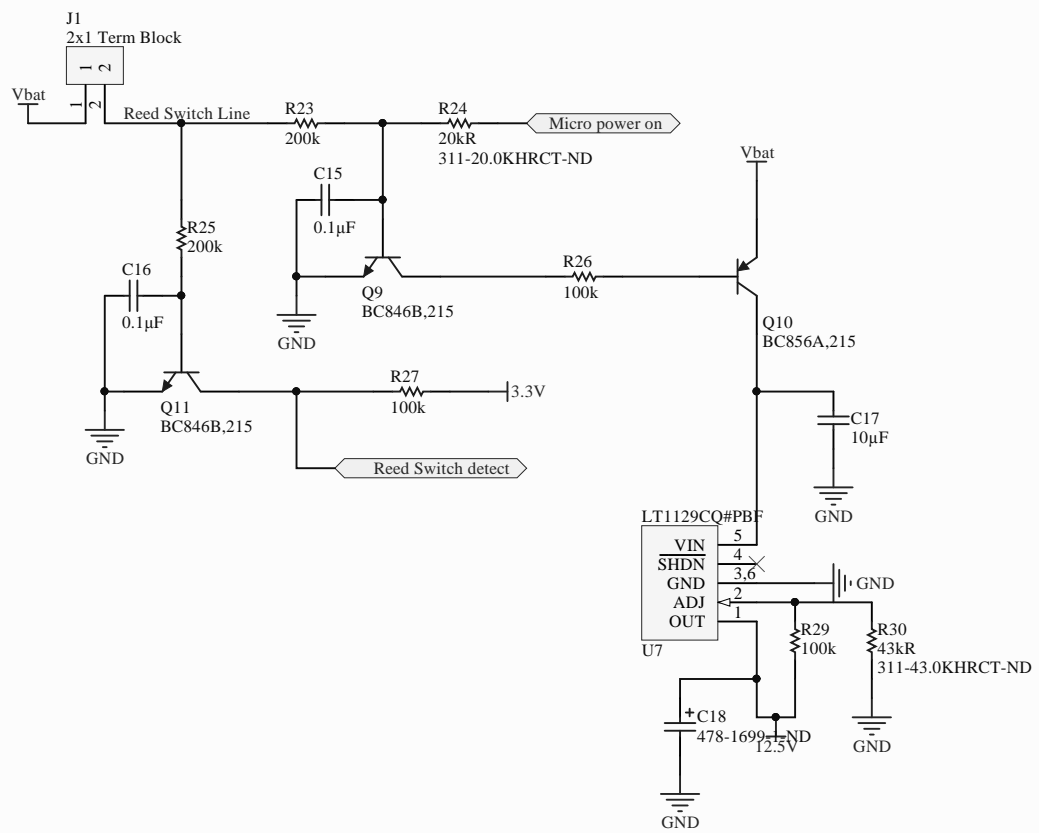 J1
2x1 Term Block
1 2
Vbat
1
2
Reed Switch Line
R23
200k
R24
20kR
311-20.0KHRCT-ND
Micro power on
Vbat
C15
0.1µF
R25
200k
C16
0.1µF
Q9
BC846B,215
GND
R26
100k
Q10
BC856A,215
Q11
BC846B,215
GND
R27
100k
3.3V
Reed Switch detect
C17
10µF
GND
LT1129CQ#PBF
VIN 5
SHDN 4
GND 3,6
ADJ 2
OUT 1
U7
GND
R29
100k
R30
43kR
311-43.0KHRCT-ND
GND
C18
478-1699-1-ND
12.5V
+
GND